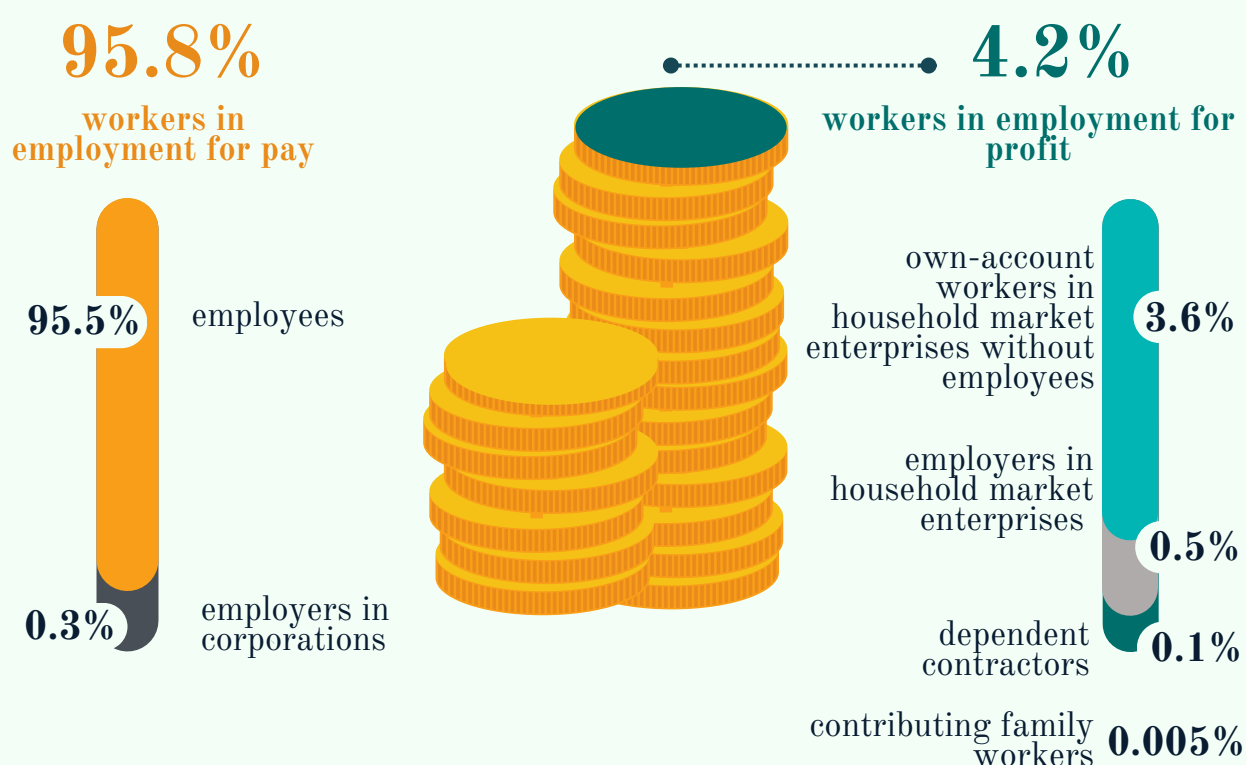 95.8%
workers in
employment for pay
95.5%
employees
0.3%
employers in
corporations
4.2%
workers in employment for
profit
own-account
workers in
household market
enterprises without
employees
3.6%
employers in
household market
enterprises
0.5%
dependent
contractors
0.1%
contributing family
workers
0.005%